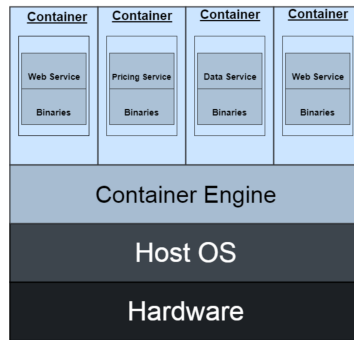 Container Container Container Container
Web Service Pricing Service Data Service Web Service
Binaries Binaries Binaries Binaries
Container Engine
Host OS
Hardware